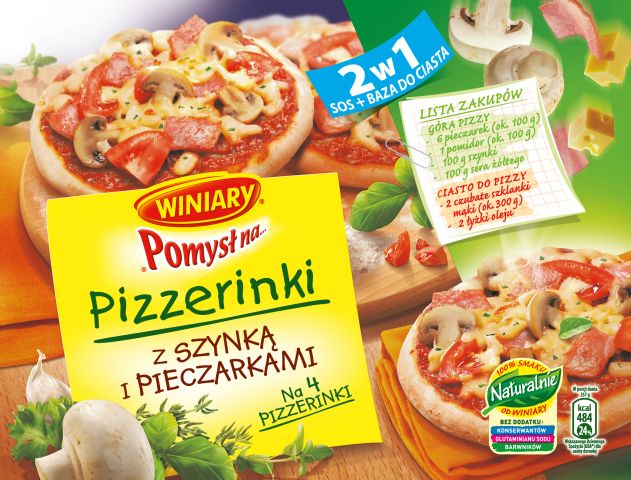 2 w 1
SOS + BAZA DO CIASTA
LISTA ZAKUPÓW
GÓRA PIZZY
- 6 pieczarek (ok. 100 g)
- 1 pomidor (ok. 100 g)
- 100 g szynki
- 100 g sera żółtego
CIASTO DO PIZZY
- 2 czubate szklanki
mąki (ok. 300 g)
- 2 łyżki oleju
WINIARY
Pomysł na...
Pizzerinki
Z SZYNKĄ
I PIECZARKAMI
Na 4
PIZZERINKI
100% SMAKU
Naturalnie
OD WINIARY
BEZ DODATKU:
KONSERWANTÓW
GLUTAMINIANU SODU
BARWNIKÓW
W porcji dania
257 g
kcal
484
24%